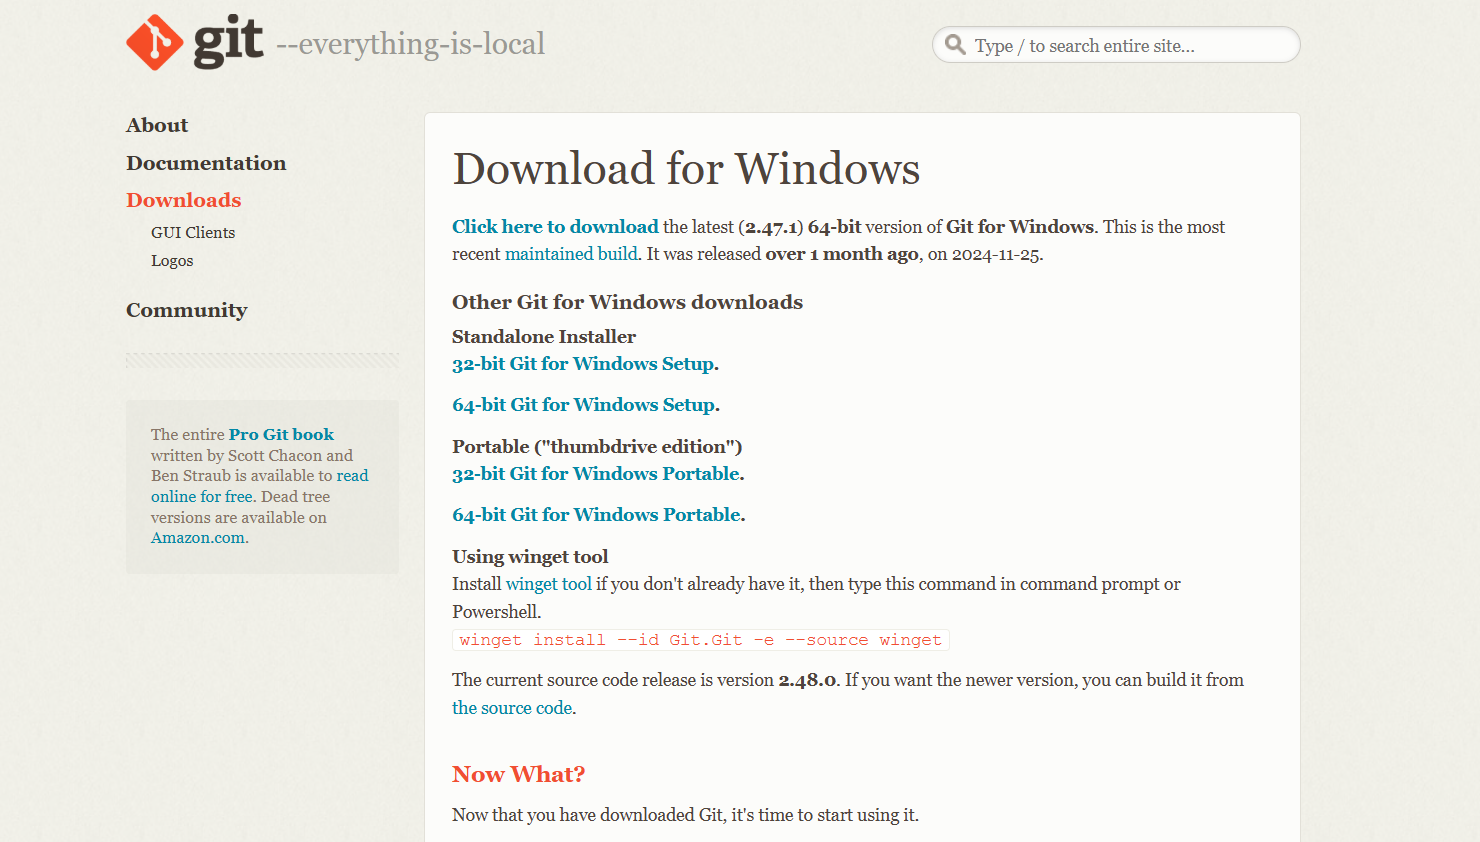 git --everything-is-local
Type / to search entire site...
About
Documentation
Downloads
GUI Clients
Logos
Community
The entire Pro Git book
written by Scott Chacon and
Ben Straub is available to read
online for free. Dead tree
versions are available on
Amazon.com.
Download for Windows
Click here to download the latest (2.47.1) 64-bit version of Git for Windows. This is the most
recent maintained build. It was released over 1 month ago, on 2024-11-25.
Other Git for Windows downloads
Standalone Installer
32-bit Git for Windows Setup.
64-bit Git for Windows Setup.
Portable ("thumbdrive edition")
32-bit Git for Windows Portable.
64-bit Git for Windows Portable.
Using winget tool
Install winget tool if you don't already have it, then type this command in command prompt or
Powershell.
winget install --id Git.Git -e --source winget
The current source code release is version 2.48.0. If you want the newer version, you can build it from
the source code.
Now What?
Now that you have downloaded Git, it's time to start using it.